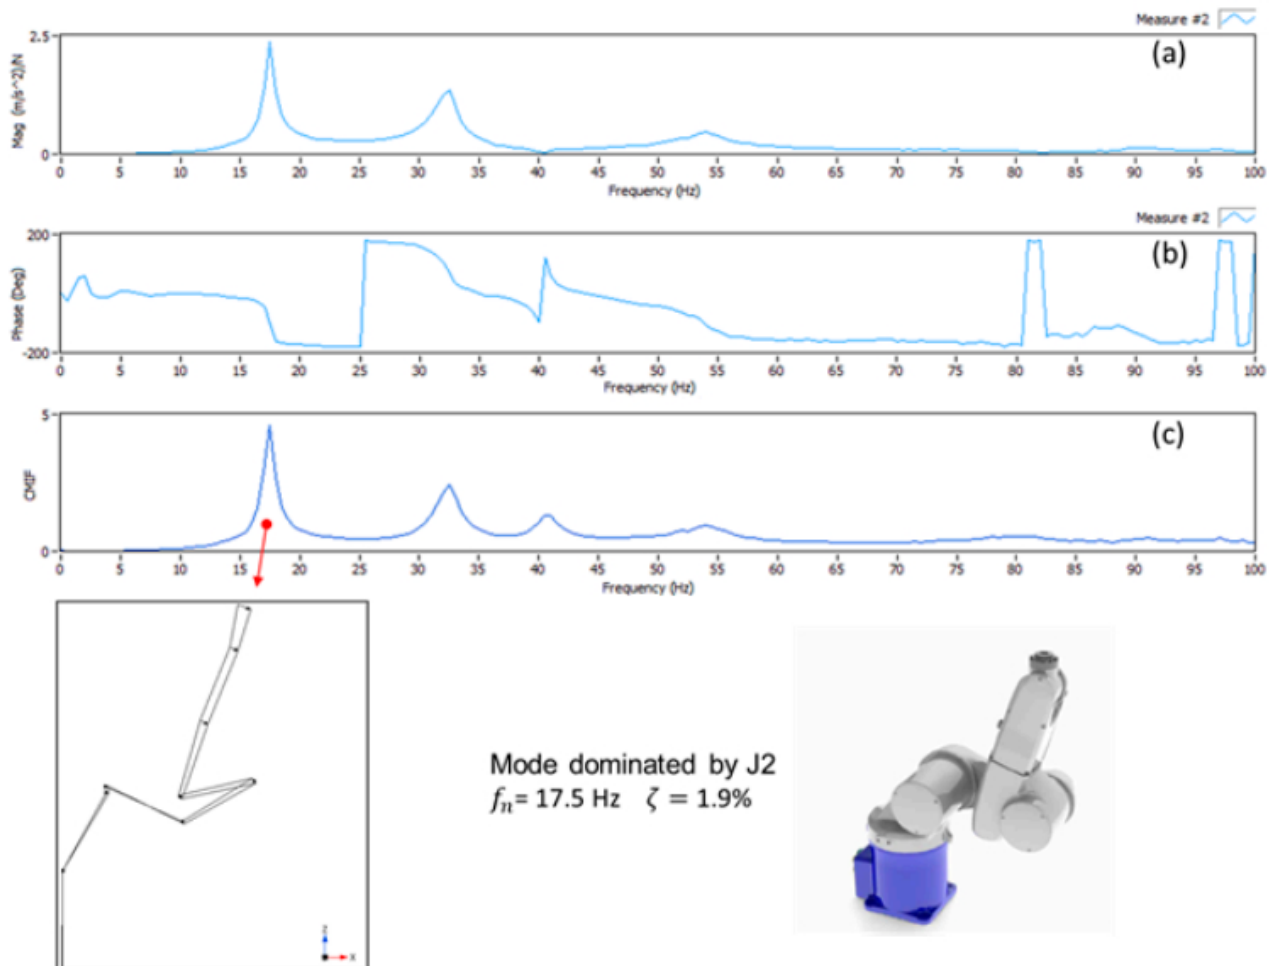 Measure #2
(a)
2.5
Mag (m/s^2)/N
0
0 5 10 15 20 25 30 35 40 45 50 55 60 65 70 75 80 85 90 95 100
Frequency (Hz)
Measure #2
(b)
200
Phase (Deg)
-200
0 5 10 15 20 25 30 35 40 45 50 55 60 65 70 75 80 85 90 95 100
Frequency (Hz)
(c)
5
CMIF
0
0 5 10 15 20 25 30 35 40 45 50 55 60 65 70 75 80 85 90 95 100
Frequency (Hz)
Mode dominated by J2
fₙ= 17.5 Hz ζ = 1.9%
z
x